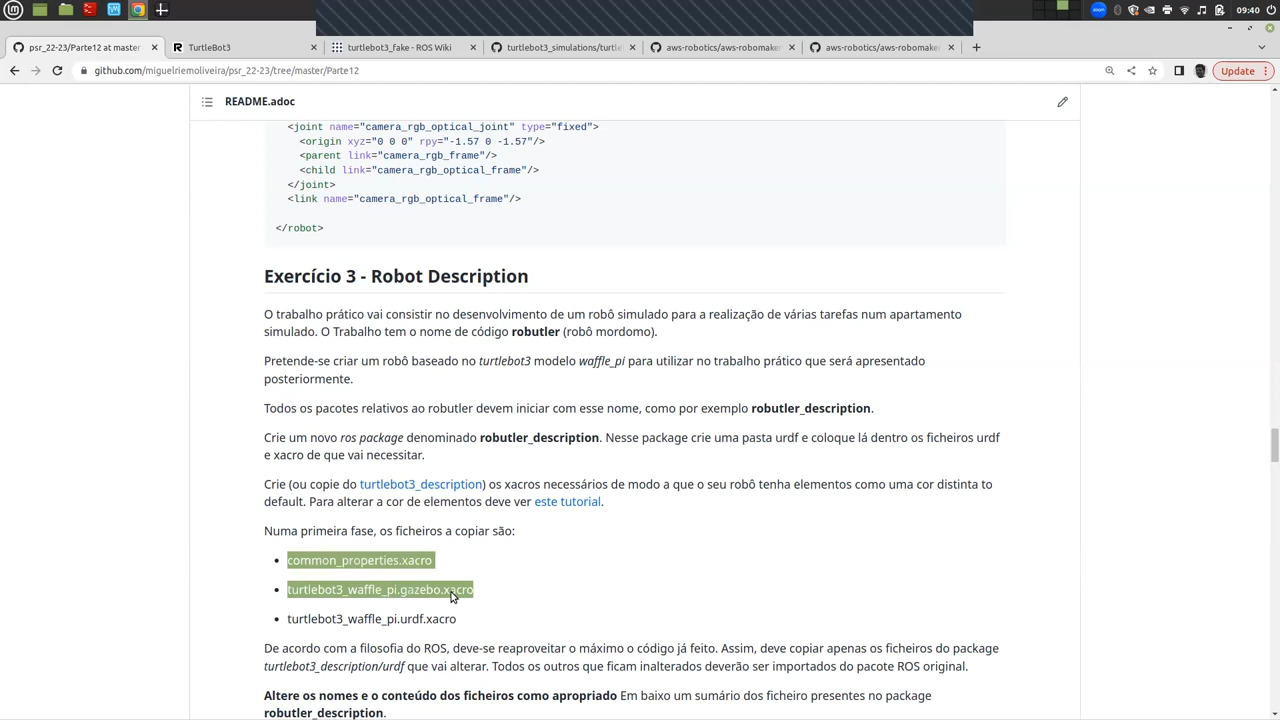 09:40
psr_22-23/Parte12 at master
TurtleBot3
turtlebot3_fake - ROS Wiki
turtlebot3_simulations/turtle
aws-robotics/aws-robomake
aws-robotics/aws-robomake
github.com/miguelriemoliveira/psr_22-23/tree/master/Parte12
Update
README.adoc
<joint name="camera_rgb_optical_joint" type="fixed">
<origin xyz="0 0 0" rpy="-1.57 0 -1.57"/>
<parent link="camera_rgb_frame"/>
<child link="camera_rgb_optical_frame"/>
</joint>
<link name="camera_rgb_optical_frame"/>
</robot>
Exercício 3 - Robot Description
O trabalho prático vai consistir no desenvolvimento de um robô simulado para a realização de várias tarefas num apartamento
simulado. O Trabalho tem o nome de código robutler (robô mordomo).
Pretende-se criar um robô baseado no turtlebot3 modelo waffle_pi para utilizar no trabalho prático que será apresentado
posteriormente.
Todos os pacotes relativos ao robutler devem iniciar com esse nome, como por exemplo robutler_description.
Crie um novo ros package denominado robutler_description. Nesse package crie uma pasta urdf e coloque lá dentro os ficheiros urdf
e xacro de que vai necessitar.
Crie (ou copie do turtlebot3_description) os xacros necessários de modo a que o seu robô tenha elementos como uma cor distinta to
default. Para alterar a cor de elementos deve ver este tutorial.
Numa primeira fase, os ficheiros a copiar são:
• common_properties.xacro
• turtlebot3_waffle_pi.gazebo.xacro
• turtlebot3_waffle_pi.urdf.xacro
De acordo com a filosofia do ROS, deve-se reaproveitar o máximo o código já feito. Assim, deve copiar apenas os ficheiros do package
turtlebot3_description/urdf que vai alterar. Todos os outros que ficam inalterados deverão ser importados do pacote ROS original.
Altere os nomes e o conteúdo dos ficheiros como apropriado Em baixo um sumário dos ficheiro presentes no package
robutler_description.